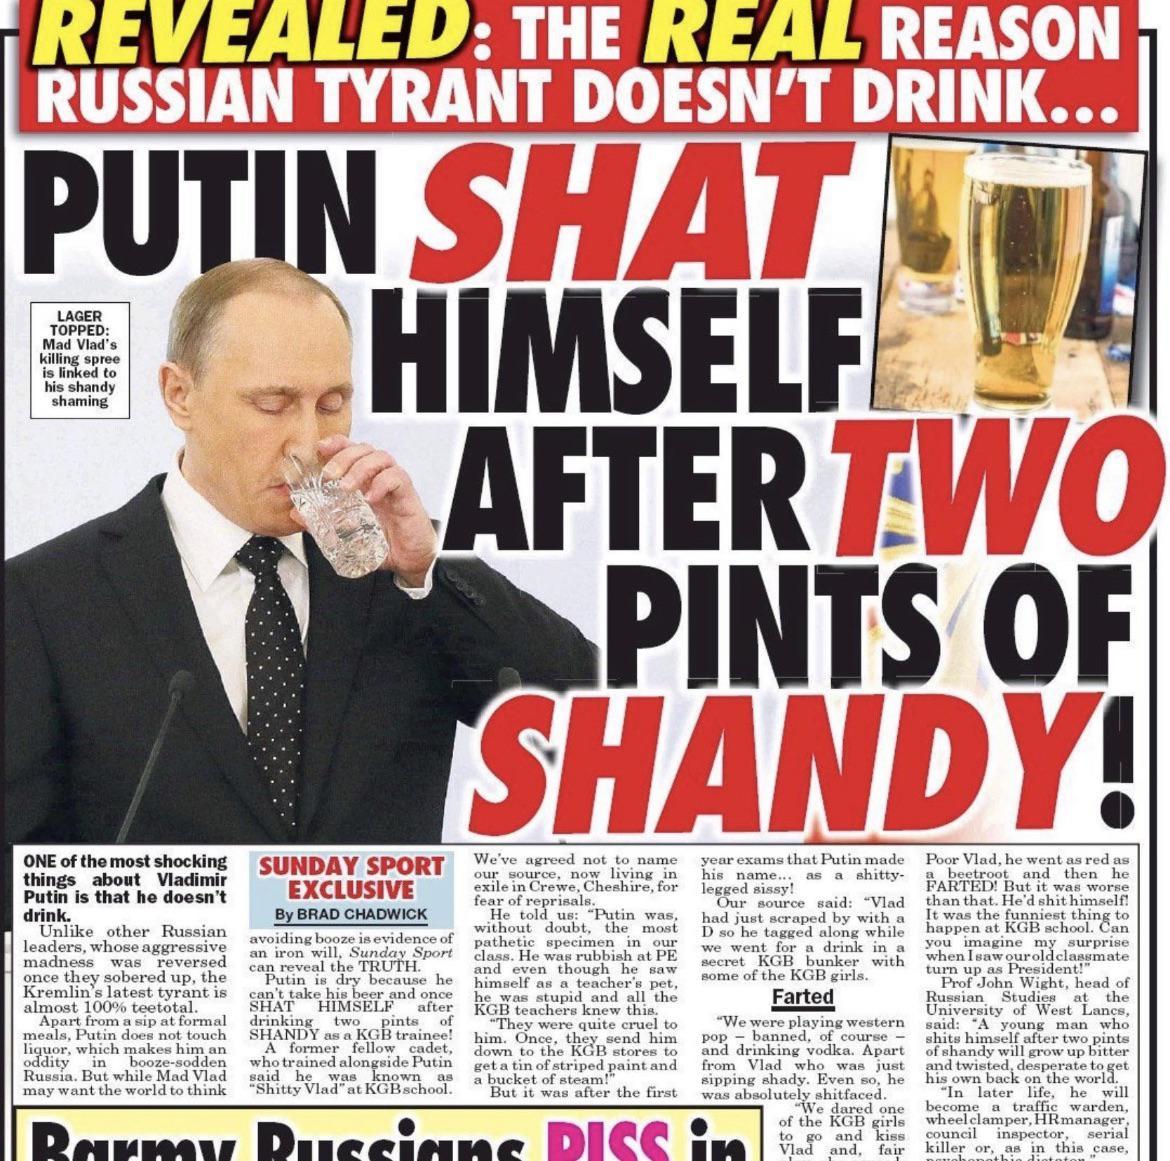 REVEALED: THE REAL REASON
RUSSIAN TYRANT DOESN'T DRINK...
PUTIN SHAT
HIMSELF
AFTER TWO
PINTS OF
SHANDY!
LAGER
TOPPED:
Mad Vlad's
killing spree
is linked to
his shandy
shaming
ONE of the most shocking
things about Vladimir
Putin is that he doesn't
drink.
Unlike other Russian
leaders, whose aggressive
madness was reversed
once they sobered up, the
Kremlin's latest tyrant is
almost 100% teetotal.
Apart from a sip at formal
meals, Putin does not touch
liquor, which makes him an
oddity in booze-sodden
Russia. But while Mad Vlad
may want the world to think
SUNDAY SPORT
EXCLUSIVE
By BRAD CHADWICK
avoiding booze is evidence of
an iron will, Sunday Sport
can reveal the TRUTH.
Putin is dry because he
can't take his beer and once
SHAT HIMSELF after
drinking two pints of
SHANDY as a KGB trainee!
A former fellow cadet,
who trained alongside Putin
said he was known as
"Shitty Vlad" at KGB school.
We've agreed not to name
our source, now living in
exile in Crewe, Cheshire, for
fear of reprisals.
He told us: "Putin was,
without doubt, the most
pathetic specimen in our
class. He was rubbish at PE
and even though he saw
himself as a teacher's pet,
he was stupid and all the
KGB teachers knew this.
"They were quite cruel to
him. Once, they send him
down to the KGB stores to
get a tin of striped paint and
a bucket of steam!"
But it was after the first
year exams that Putin made
his name... as a shitty-
legged sissy!
Our source said: "Vlad
had just scraped by with a
D so he tagged along while
we went for a drink in a
secret KGB bunker with
some of the KGB girls.
Farted
"We were playing western
pop – banned, of course –
and drinking vodka. Apart
from Vlad who was just
sipping shady. Even so, he
was absolutely shitfaced.
"We dared one
of the KGB girls
to go and kiss
Vlad and, fair
Poor Vlad, he went as red as
a beetroot and then he
FARTED! But it was worse
than that. He'd shit himself!
It was the funniest thing to
happen at KGB school. Can
you imagine my surprise
when I saw our old classmate
turn up as President!"
Prof John Wight, head of
Russian Studies at the
University of West Lancs,
said: "A young man who
shits himself after two pints
of shandy will grow up bitter
and twisted, desperate to get
his own back on the world.
"In later life, he will
become a traffic warden,
wheel clamper, HR manager,
council inspector, serial
killer or, as in this case,
psychopathic dictator."
Barmy Russians PISS in